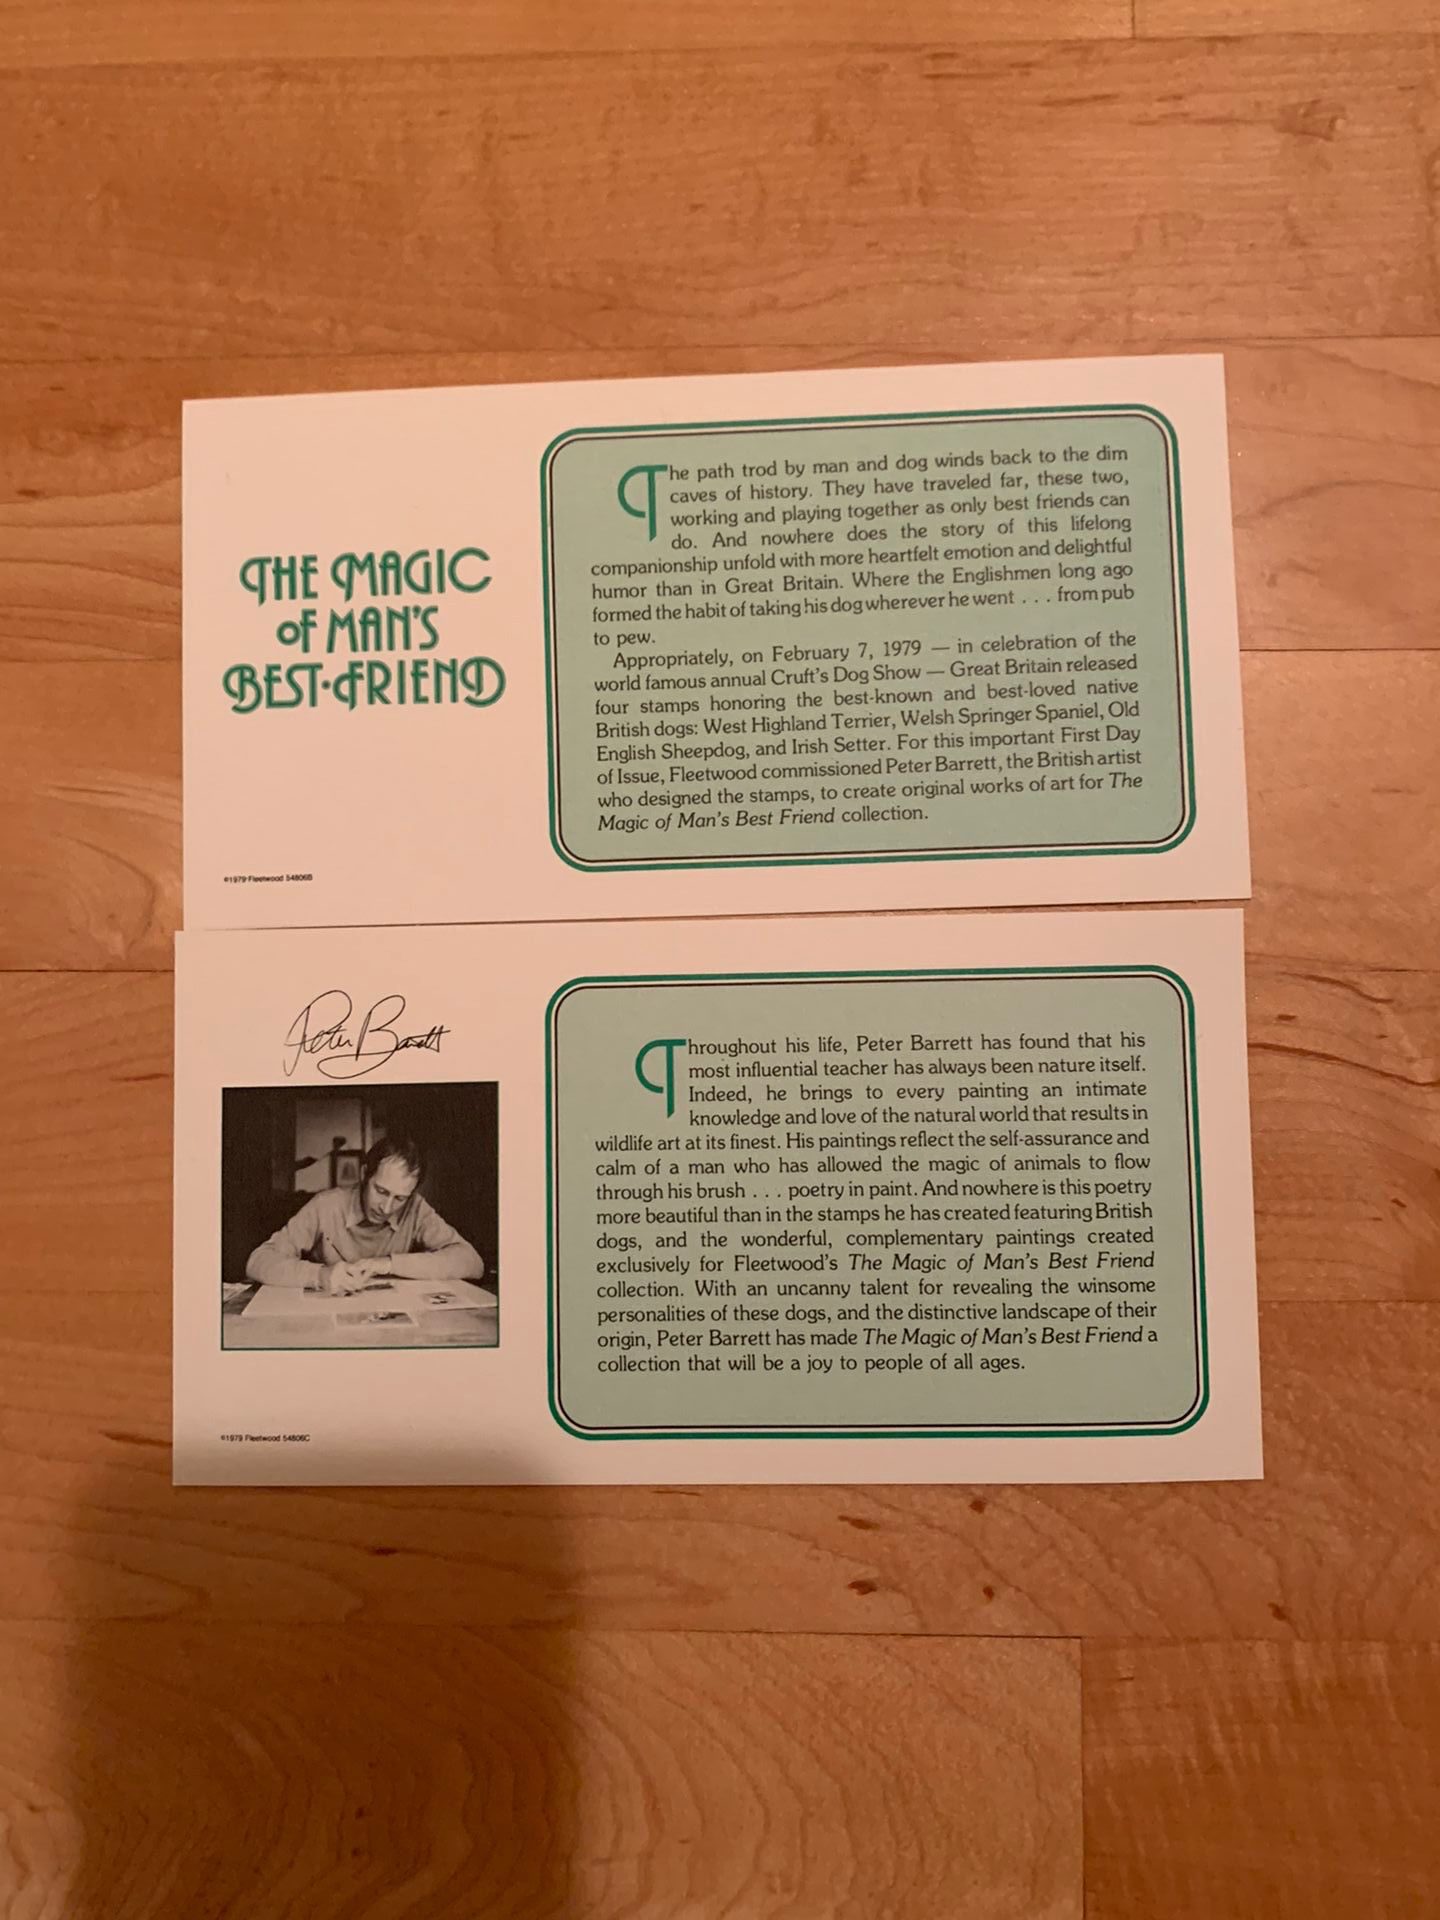 THE MAGIC
OF MAN'S
BEST·FRIEND
The path trod by man and dog winds back to the dim
caves of history. They have traveled far, these two,
working and playing together as only best friends can
do. And nowhere does the story of this lifelong
companionship unfold with more heartfelt emotion and delightful
humor than in Great Britain. Where the Englishmen long ago
formed the habit of taking his dog wherever he went . . . from pub
to pew.
Appropriately, on February 7, 1979 — in celebration of the
world famous annual Cruft's Dog Show — Great Britain released
four stamps honoring the best-known and best-loved native
British dogs: West Highland Terrier, Welsh Springer Spaniel, Old
English Sheepdog, and Irish Setter. For this important First Day
of Issue, Fleetwood commissioned Peter Barrett, the British artist
who designed the stamps, to create original works of art for The
Magic of Man's Best Friend collection.
©1979 Fleetwood 54806B
Peter Barrett
Throughout his life, Peter Barrett has found that his
most influential teacher has always been nature itself.
Indeed, he brings to every painting an intimate
knowledge and love of the natural world that results in
wildlife art at its finest. His paintings reflect the self-assurance and
calm of a man who has allowed the magic of animals to flow
through his brush . . . poetry in paint. And nowhere is this poetry
more beautiful than in the stamps he has created featuring British
dogs, and the wonderful, complementary paintings created
exclusively for Fleetwood's The Magic of Man's Best Friend
collection. With an uncanny talent for revealing the winsome
personalities of these dogs, and the distinctive landscape of their
origin, Peter Barrett has made The Magic of Man's Best Friend a
collection that will be a joy to people of all ages.
©1979 Fleetwood 54806C